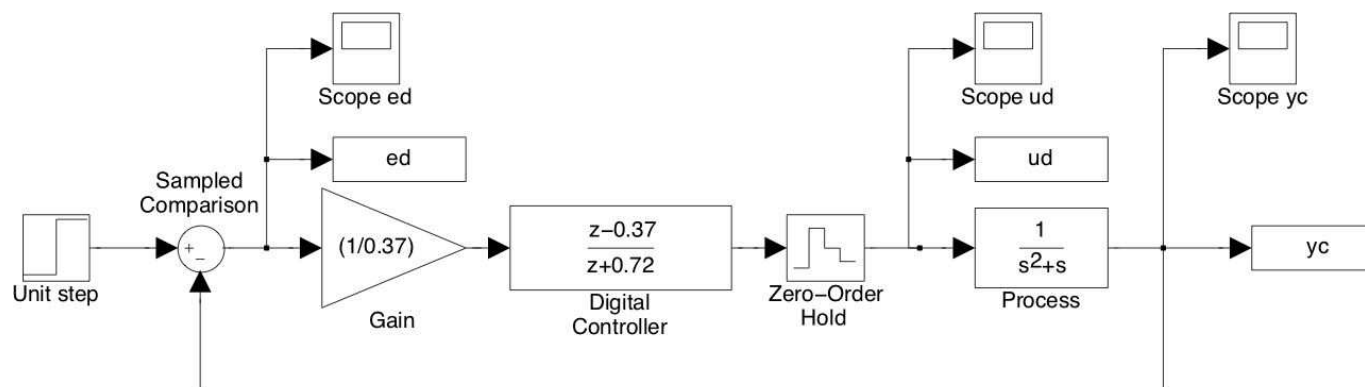 Scope ed
Scope ud
Scope yc
ed
ud
Sampled
Comparison
+
−
Unit step
(1/0.37)
Gain
z−0.37
z+0.72
Digital
Controller
Zero−Order
Hold
1
s²+s
Process
yc